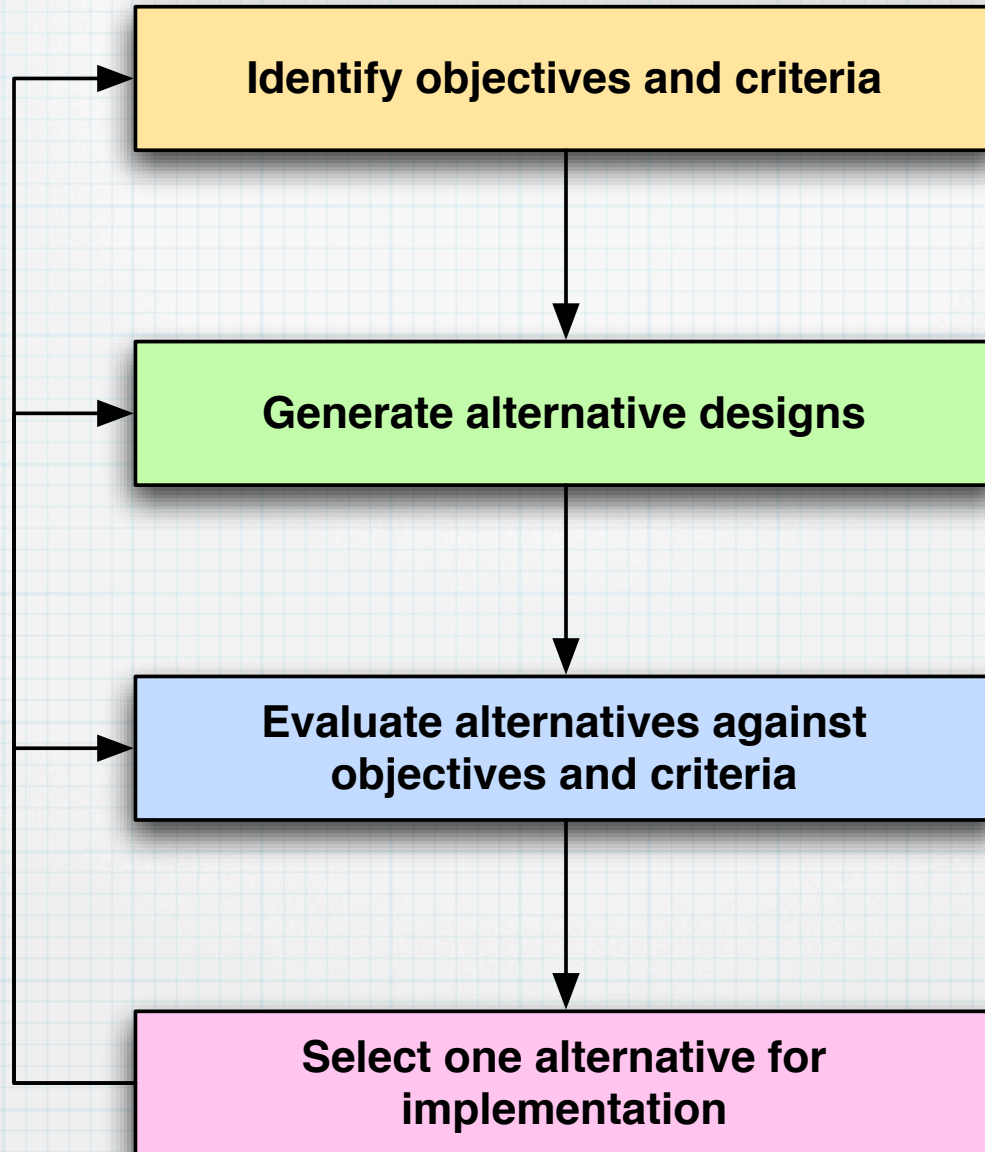 Identify objectives and criteria
Generate alternative designs
Evaluate alternatives against
objectives and criteria
Select one alternative for
implementation